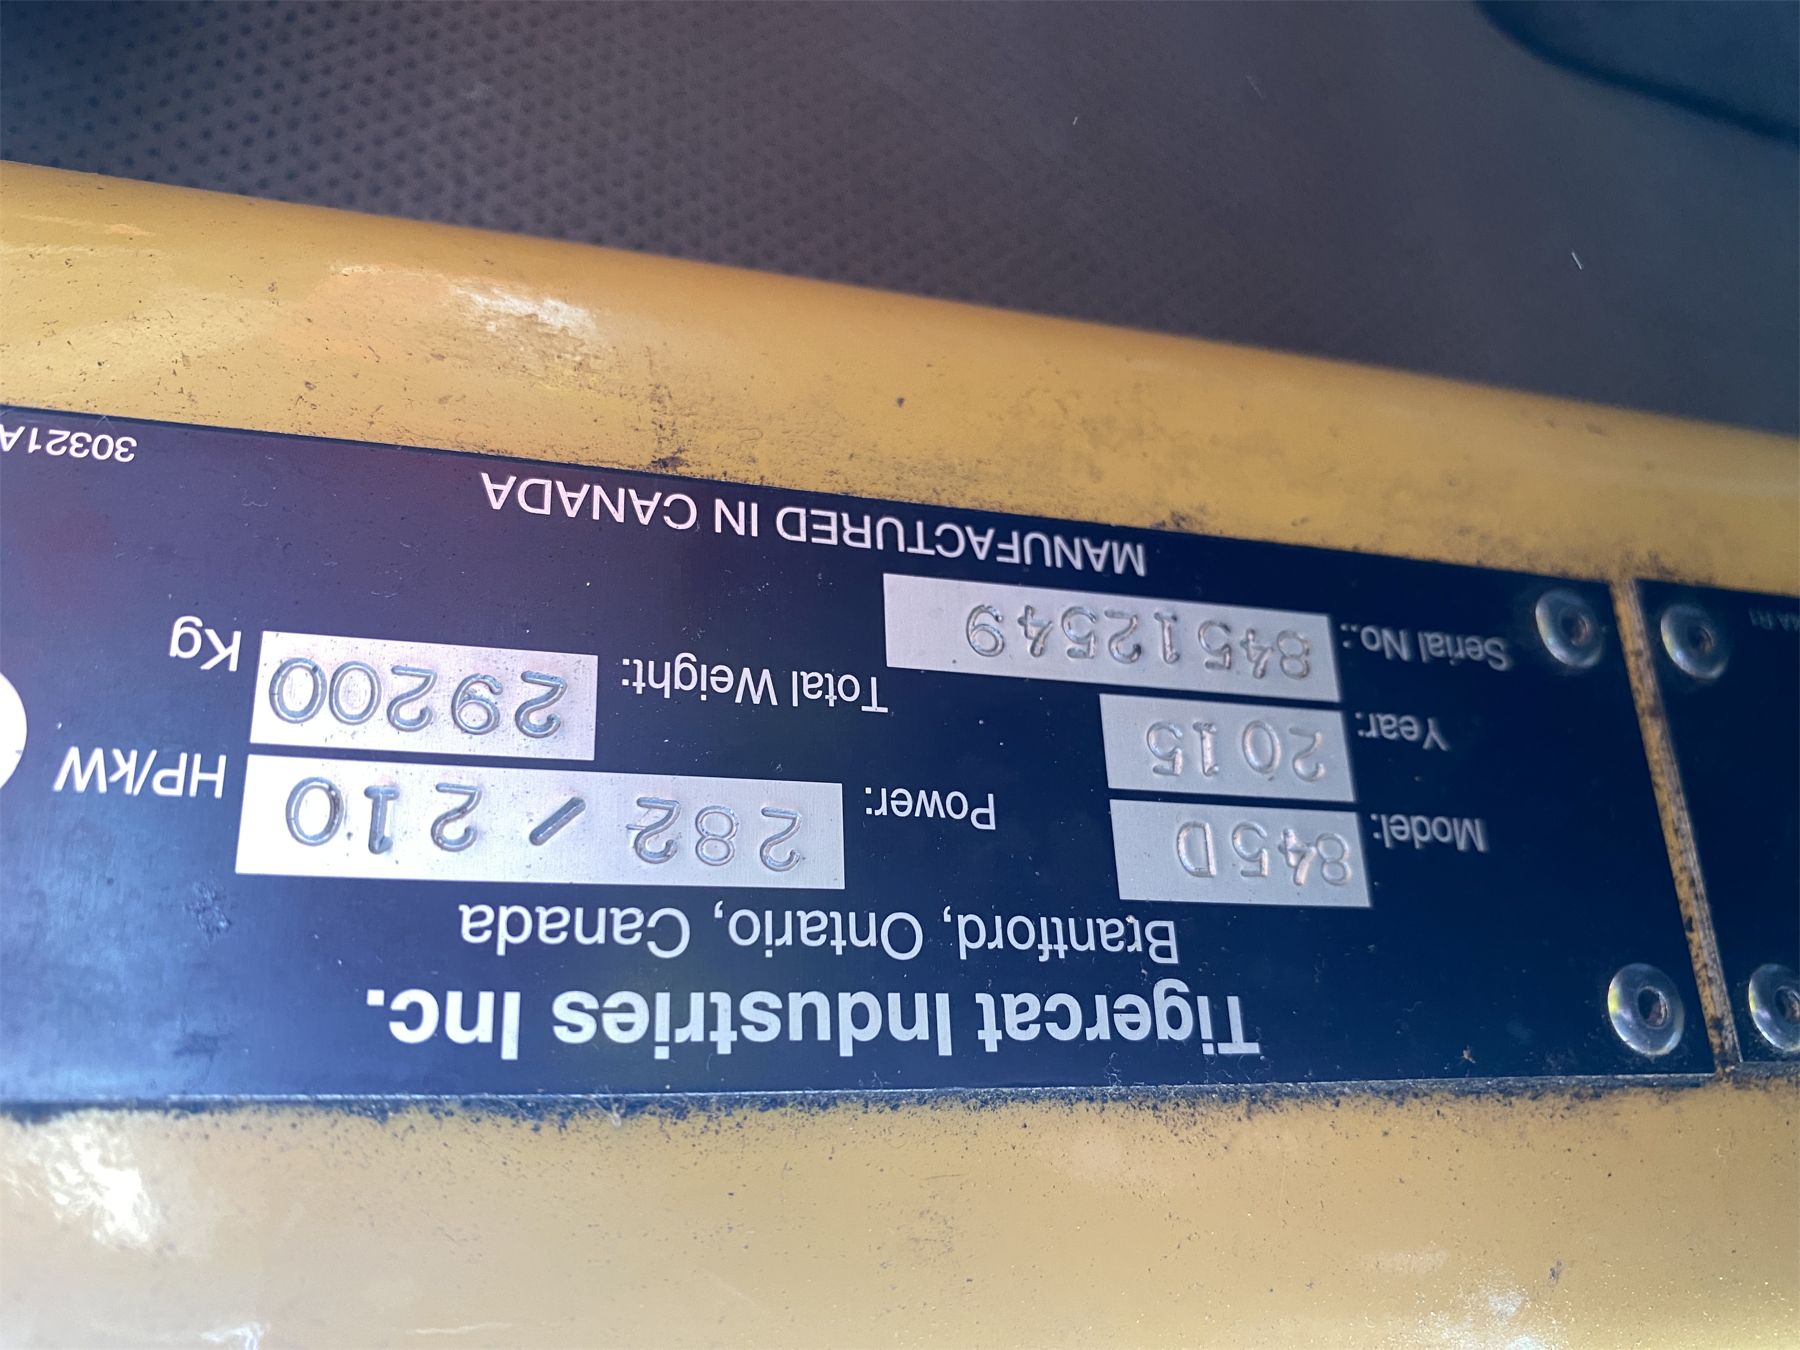 Tigercat Industries Inc.
Brantford, Ontario, Canada
Model: 845D Power: 282 / 210 HP/kW
Year: 2015 Total Weight: 29200 Kg
Serial No.: 84512549
MANUFACTURED IN CANADA
30321A